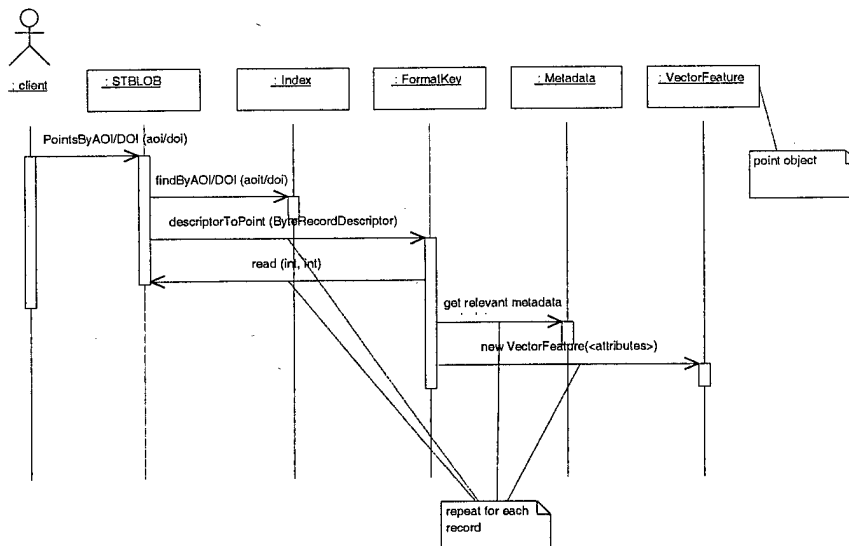 : client
: STBLOB
: Index
: FormatKey
: Metadata
: VectorFeature
PointsByAOI/DOI (aoi/doi)
point object
findByAOI/DOI (aoit/doi)
descriptorToPoint (ByteRecordDescriptor)
read (int, int)
get relevant metadata
new VectorFeature(<attributes>)
repeat for each
record